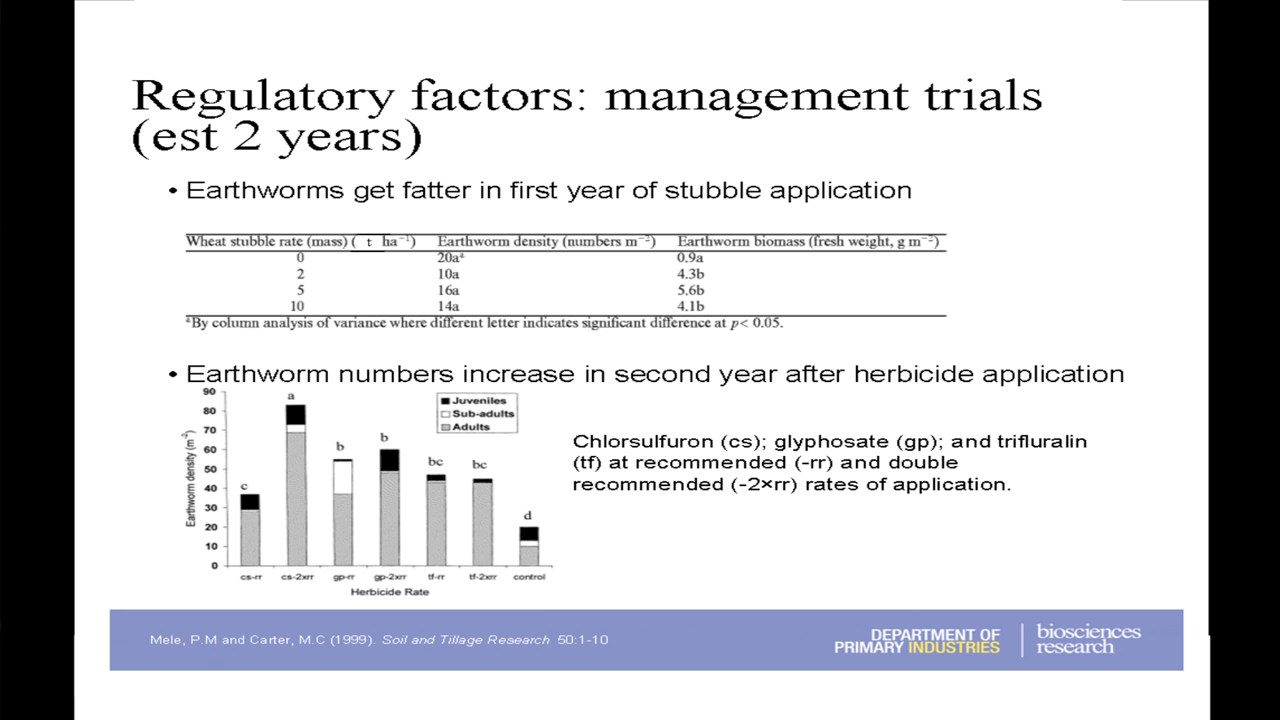 Regulatory factors: management trials
(est 2 years)
• Earthworms get fatter in first year of stubble application
Wheat stubble rate (mass) ( t ha⁻¹) Earthworm density (numbers m⁻²) Earthworm biomass (fresh weight, g m⁻²)
0 20aᵃ 0.9a
2 10a 4.3b
5 16a 5.6b
10 14a 4.1b
ᵃBy column analysis of variance where different letter indicates significant difference at p< 0.05.
• Earthworm numbers increase in second year after herbicide application
Earthworm density (m⁻²)
90
80
70
60
50
40
30
20
10
0
c
a
b
b
bc
bc
d
Juveniles
Sub-adults
Adults
cs-rr cs-2xrr gp-rr gp-2xrr tf-rr tf-2xrr control
Herbicide Rate
Chlorsulfuron (cs); glyphosate (gp); and trifluralin
(tf) at recommended (-rr) and double
recommended (-2×rr) rates of application.
Mele, P.M and Carter, M.C (1999). Soil and Tillage Research 50:1-10
DEPARTMENT OF
PRIMARY INDUSTRIES
biosciences
research